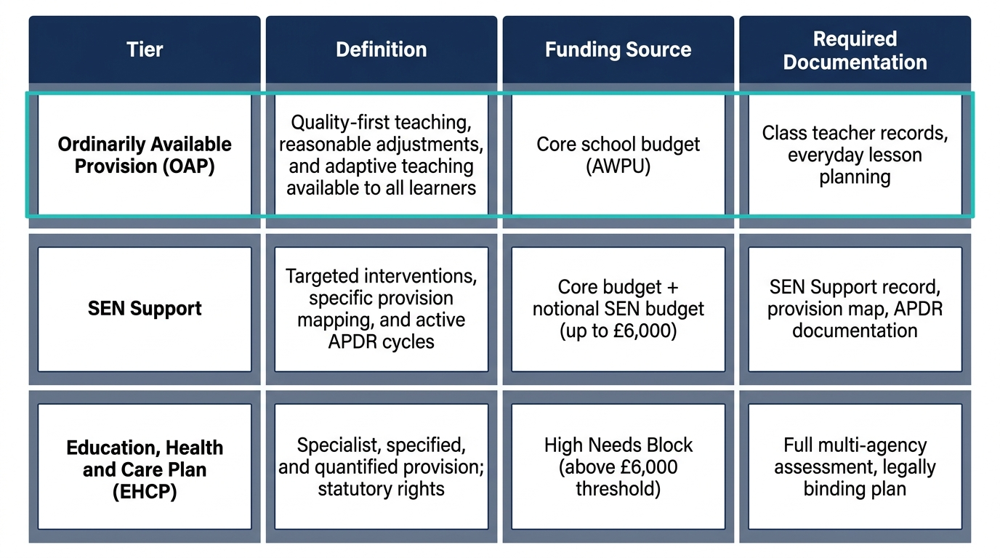 Tier
Definition
Funding Source
Required
Documentation
Ordinarily Available
Provision (OAP)
Quality-first teaching,
reasonable adjustments,
and adaptive teaching
available to all learners
Core school budget
(AWPU)
Class teacher records,
everyday lesson
planning
SEN Support
Targeted interventions,
specific provision
mapping, and active
APDR cycles
Core budget +
notional SEN budget
(up to £6,000)
SEN Support record,
provision map, APDR
documentation
Education, Health
and Care Plan
(EHCP)
Specialist, specified,
and quantified provision;
statutory rights
High Needs Block
(above £6,000
threshold)
Full multi-agency
assessment, legally
binding plan